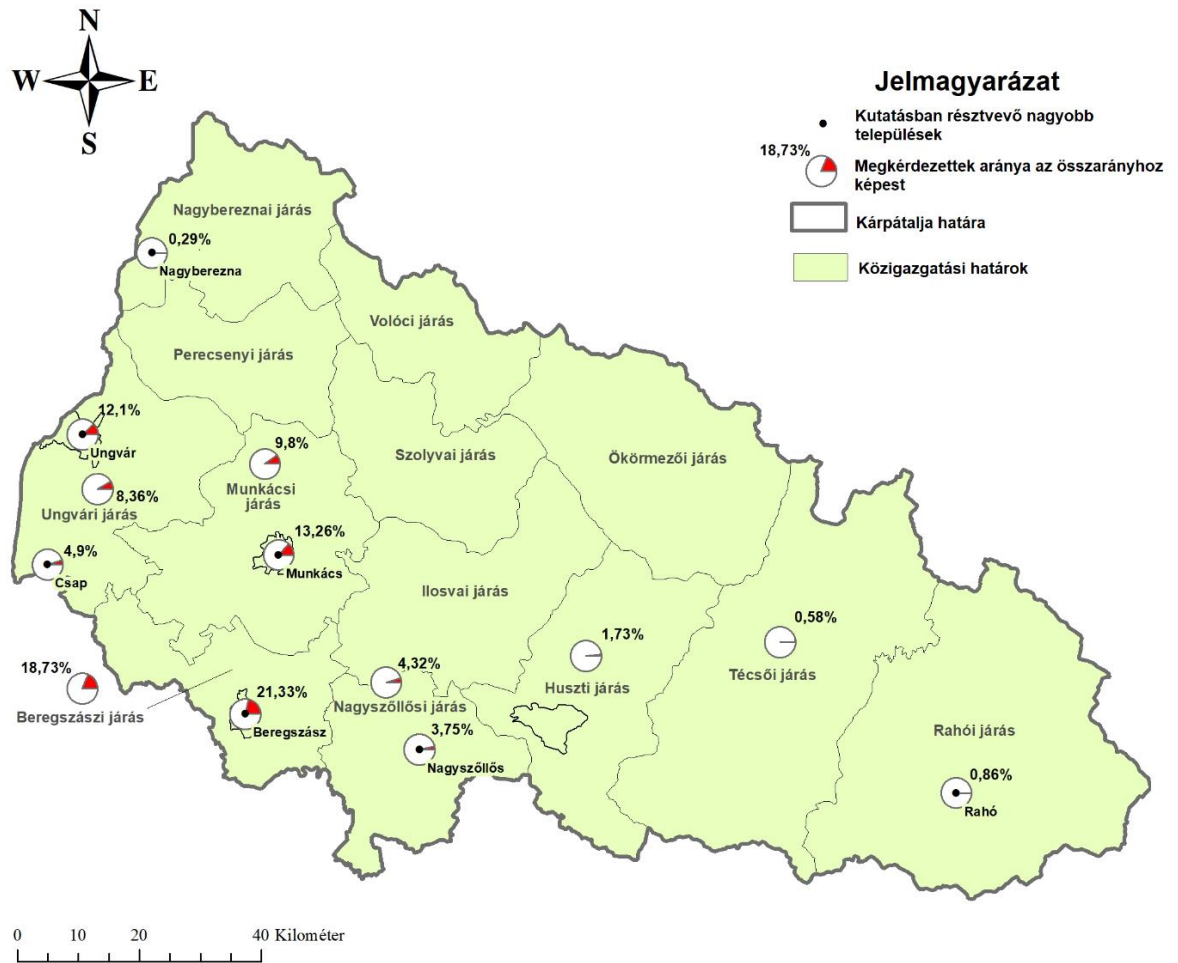 N
W E
S
Jelmagyarázat
Kutatásban résztvevő nagyobb
települések
18,73%
Megkérdezettek aránya az összarányhoz
képest
Kárpátalja határa
Közigazgatási határok
Nagybereznai járás
0,29%
Nagyberezna
Volóci járás
Perecsenyi járás
12,1%
Ungvár
9,8%
Munkácsi
járás
Szolyvai járás
Ökörmezői járás
8,36%
Ungvári járás
13,26%
Munkács
4,9%
Csap
Ilosvai járás
1,73%
Huszti járás
0,58%
Técsői járás
18,73%
Beregszászi járás
4,32%
Nagyszőllősi járás
21,33%
Beregszász
3,75%
Nagyszőllős
Rahói járás
0,86%
Rahó
0 10 20 40 Kilométer